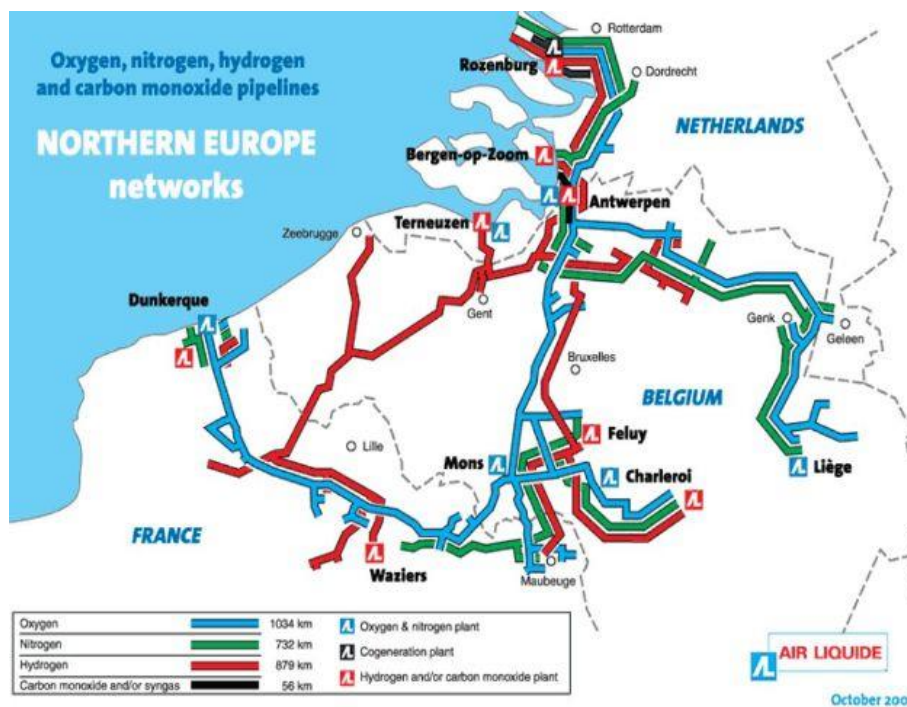 Oxygen, nitrogen, hydrogen
and carbon monoxide pipelines
NORTHERN EUROPE
networks
Rotterdam
Rozenburg
Dordrecht
NETHERLANDS
Bergen-op-Zoom
Antwerpen
Terneuzen
Zeebrugge
Dunkerque
Gent
Genk
Geleen
Bruxelles
BELGIUM
Lille
Feluy
Mons
Charleroi
Liège
FRANCE
Waziers
Maubeuge
Oxygen 1034 km
Nitrogen 732 km
Hydrogen 879 km
Carbon monoxide and/or syngas 56 km
Oxygen & nitrogen plant
Cogeneration plant
Hydrogen and/or carbon monoxide plant
AIR LIQUIDE
October